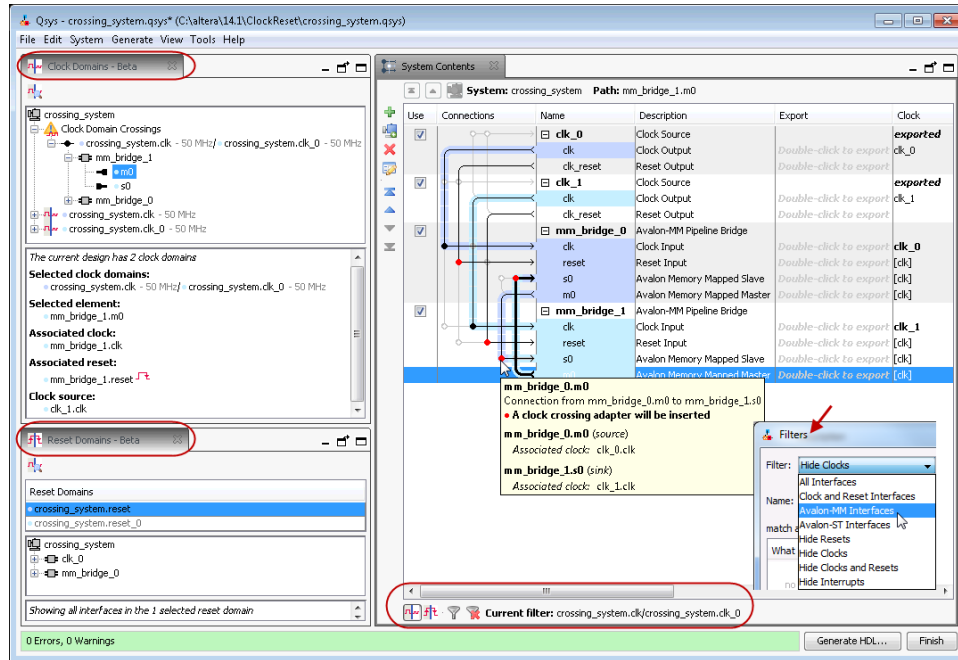 Qsys - crossing_system.qsys* (C:\altera\14.1\ClockReset\crossing_system.qsys)
File Edit System Generate View Tools Help
Clock Domains - Beta
crossing_system
Clock Domain Crossings
crossing_system.clk - 50 MHz/ crossing_system.clk_0 - 50 MHz
mm_bridge_1
m0
s0
mm_bridge_0
crossing_system.clk - 50 MHz
crossing_system.clk_0 - 50 MHz
The current design has 2 clock domains
Selected clock domains:
crossing_system.clk - 50 MHz/ crossing_system.clk_0 - 50 MHz
Selected element:
mm_bridge_1.m0
Associated clock:
mm_bridge_1.clk
Associated reset:
mm_bridge_1.reset
Clock source:
clk_1.clk
Reset Domains - Beta
Reset Domains
crossing_system.reset
crossing_system.reset_0
crossing_system
clk_0
mm_bridge_0
Showing all interfaces in the 1 selected reset domain
System Contents
System: crossing_system Path: mm_bridge_1.m0
Use Connections Name Description Export Clock
clk_0 Clock Source exported
clk Clock Output Double-click to export clk_0
clk_reset Reset Output Double-click to export
clk_1 Clock Source exported
clk Clock Output Double-click to export clk_1
clk_reset Reset Output Double-click to export
mm_bridge_0 Avalon-MM Pipeline Bridge
clk Clock Input Double-click to export clk_0
reset Reset Input Double-click to export [clk]
s0 Avalon Memory Mapped Slave Double-click to export [clk]
m0 Avalon Memory Mapped Master Double-click to export [clk]
mm_bridge_1 Avalon-MM Pipeline Bridge
clk Clock Input Double-click to export clk_1
reset Reset Input Double-click to export [clk]
s0 Avalon Memory Mapped Slave Double-click to export [clk]
m0 Avalon Memory Mapped Master Double-click to export [clk]
mm_bridge_0.m0
Connection from mm_bridge_0.m0 to mm_bridge_1.s0
• A clock crossing adapter will be inserted
mm_bridge_0.m0 (source)
Associated clock: clk_0.clk
mm_bridge_1.s0 (sink)
Associated clock: clk_1.clk
Filters
Filter: Hide Clocks
All Interfaces
Clock and Reset Interfaces
Name:
Avalon-MM Interfaces
Avalon-ST Interfaces
match
Hide Resets
What
Hide Clocks
Hide Clocks and Resets
no
Hide Interrupts
Current filter: crossing_system.clk/crossing_system.clk_0
0 Errors, 0 Warnings
Generate HDL... Finish